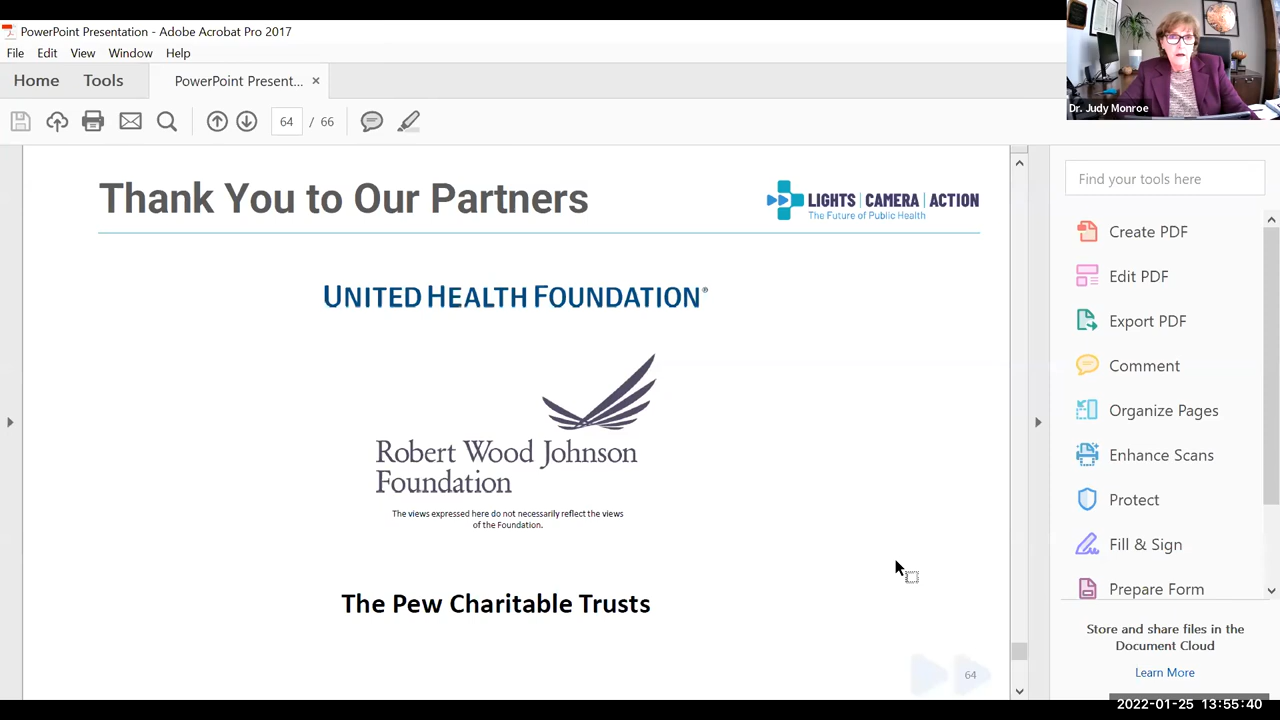 PowerPoint Presentation - Adobe Acrobat Pro 2017
File Edit View Window Help
Home Tools PowerPoint Present... ×
64 / 66
Dr. Judy Monroe
Thank You to Our Partners
LIGHTS | CAMERA | ACTION
The Future of Public Health
UNITED HEALTH FOUNDATION®
Robert Wood Johnson
Foundation
The views expressed here do not necessarily reflect the views
of the Foundation.
The Pew Charitable Trusts
64
Find your tools here
Create PDF
Edit PDF
Export PDF
Comment
Organize Pages
Enhance Scans
Protect
Fill & Sign
Prepare Form
Store and share files in the
Document Cloud
Learn More
2022-01-25 13:55:40